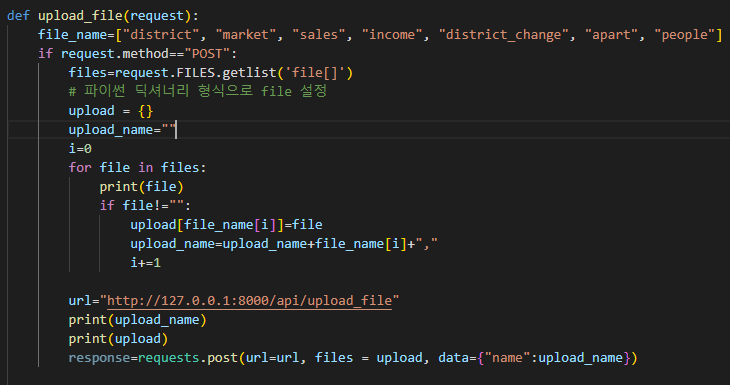 def upload_file(request):
    file_name=["district", "market", "sales", "income", "district_change", "apart", "people"]
    if request.method=="POST":
        files=request.FILES.getlist('file[]')
        # 파이썬 딕셔너리 형식으로 file 설정
        upload = {}
        upload_name=""
        i=0
        for file in files:
            print(file)
            if file!="":
                upload[file_name[i]]=file
                upload_name=upload_name+file_name[i]+","
                i+=1
        url="http://127.0.0.1:8000/api/upload_file"
        print(upload_name)
        print(upload)
        response=requests.post(url=url, files = upload, data={"name":upload_name})